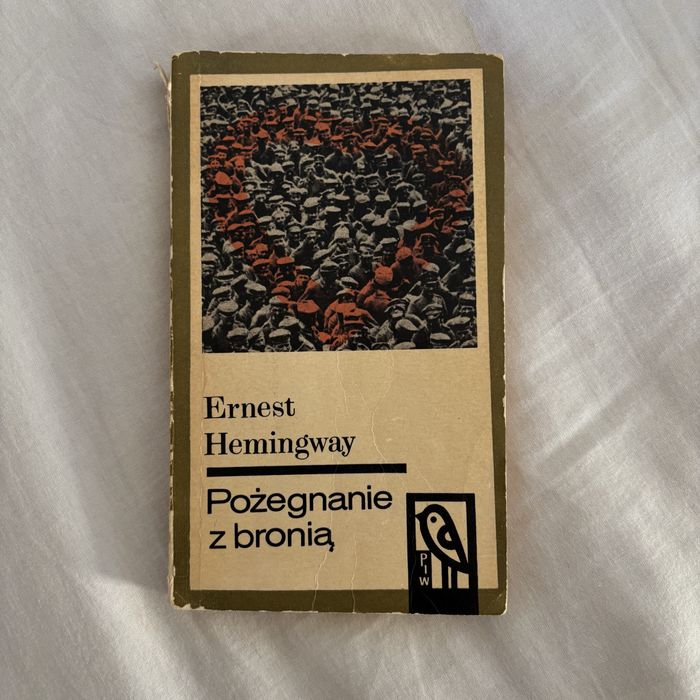 Ernest
Hemingway
Pożegnanie
z bronią
PIW